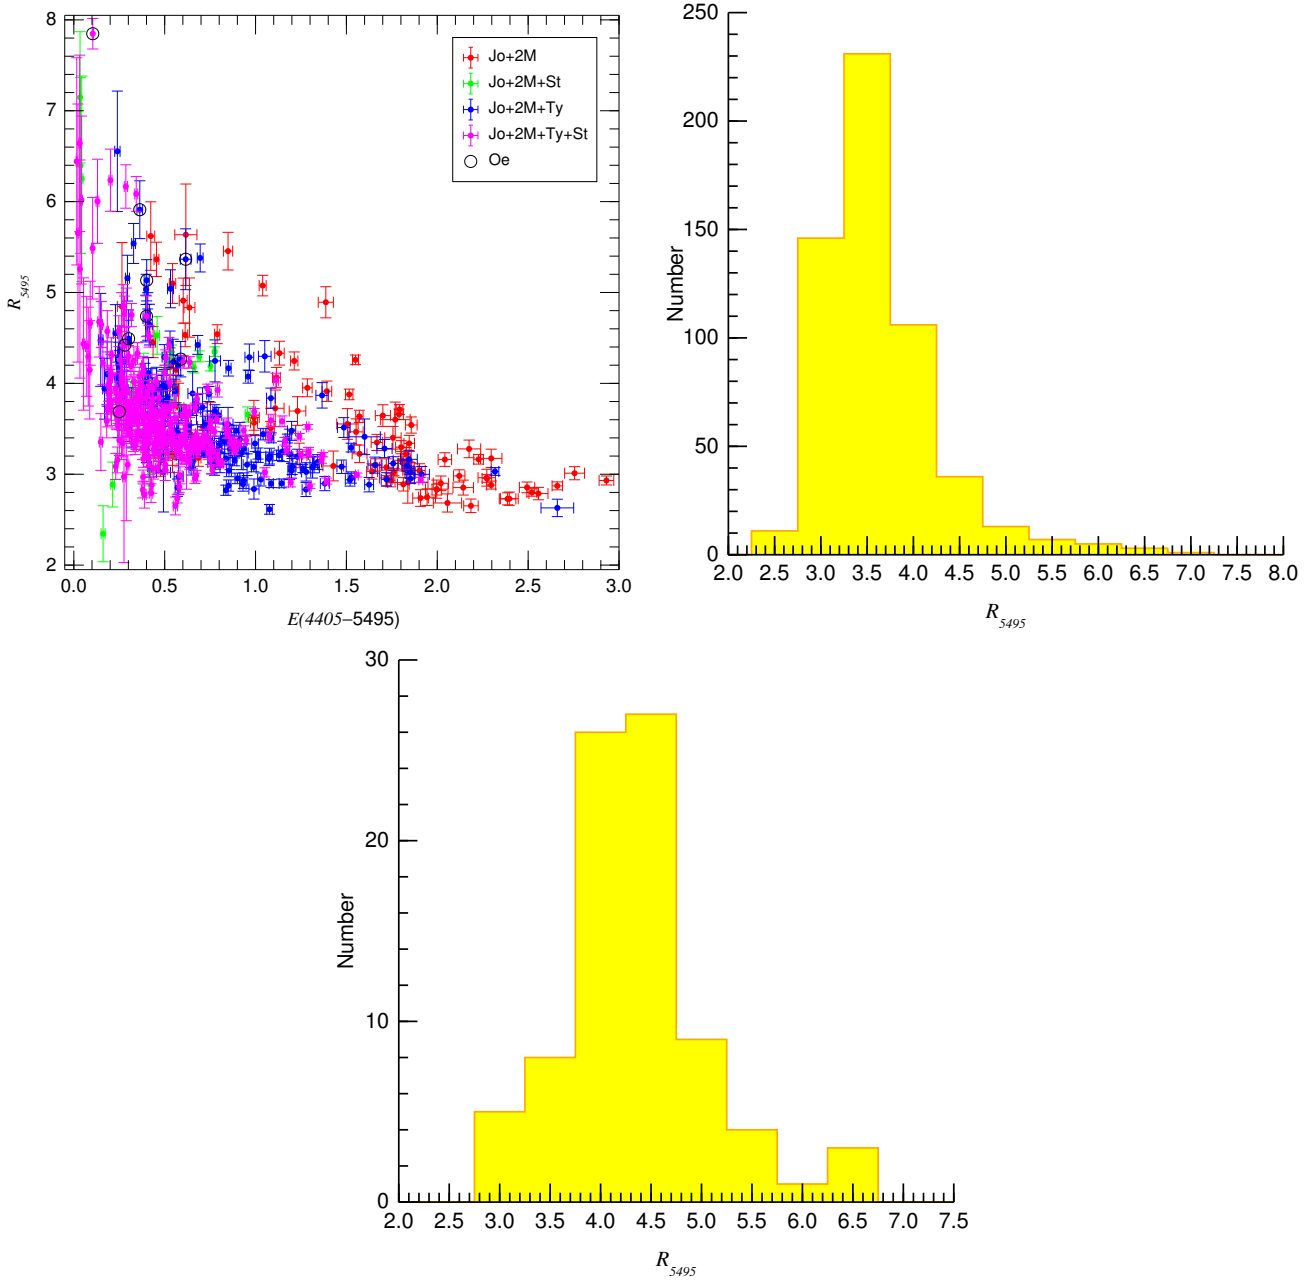 8
7
6
5
4
3
2
R5495
0.0 0.5 1.0 1.5 2.0 2.5 3.0
E(4405−5495)
Jo+2M
Jo+2M+St
Jo+2M+Ty
Jo+2M+Ty+St
Oe
250
200
150
100
50
0
Number
2.0 2.5 3.0 3.5 4.0 4.5 5.0 5.5 6.0 6.5 7.0 7.5 8.0
R5495
30
20
10
0
Number
2.0 2.5 3.0 3.5 4.0 4.5 5.0 5.5 6.0 6.5 7.0 7.5
R5495